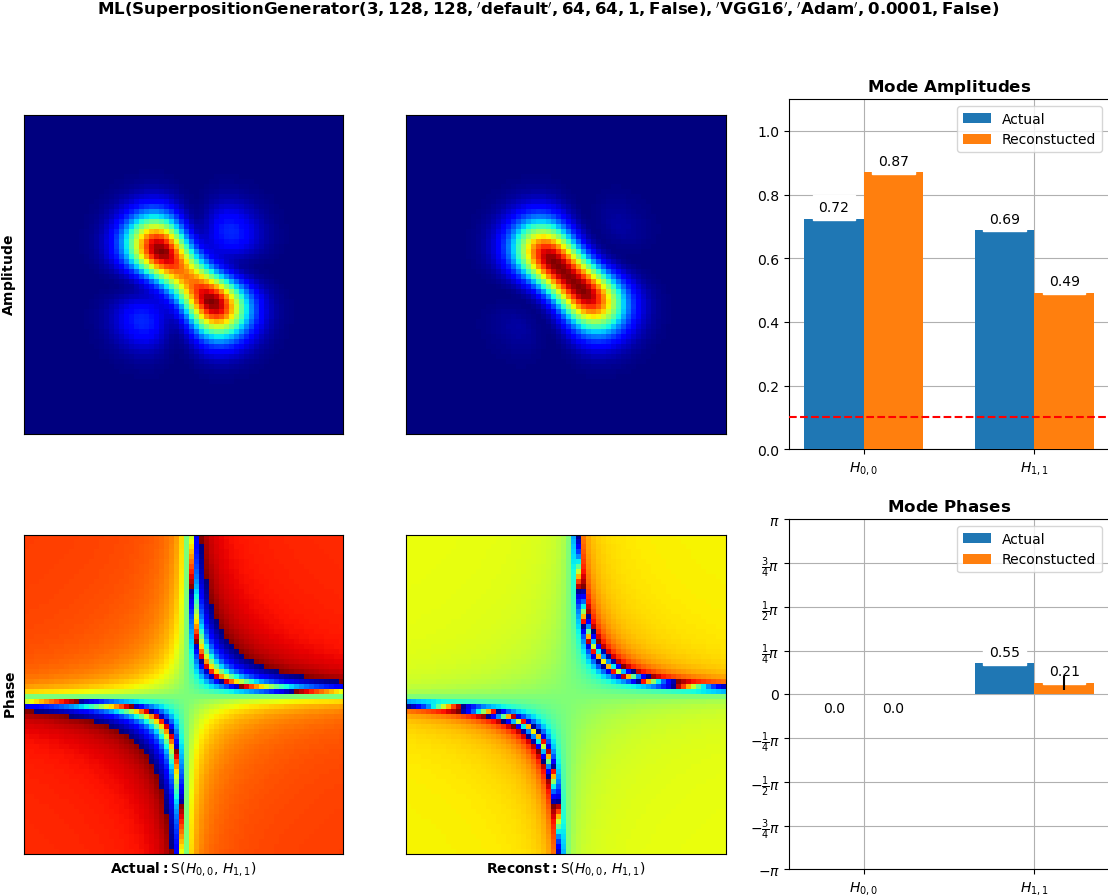 ML(SuperpositionGenerator(3, 128, 128, 'default', 64, 64, 1, False), 'VGG16', 'Adam', 0.0001, False)
Amplitude
Mode Amplitudes
Actual
Reconstucted
1.0
0.8
0.6
0.4
0.2
0.0
0.72
0.87
0.69
0.49
H0,0
H1,1
Phase
Actual: S(H0,0, H1,1)
Reconst: S(H0,0, H1,1)
Mode Phases
Actual
Reconstucted
π
3/4π
1/2π
1/4π
0
−1/4π
−1/2π
−3/4π
−π
0.0
0.0
0.55
0.21
H0,0
H1,1